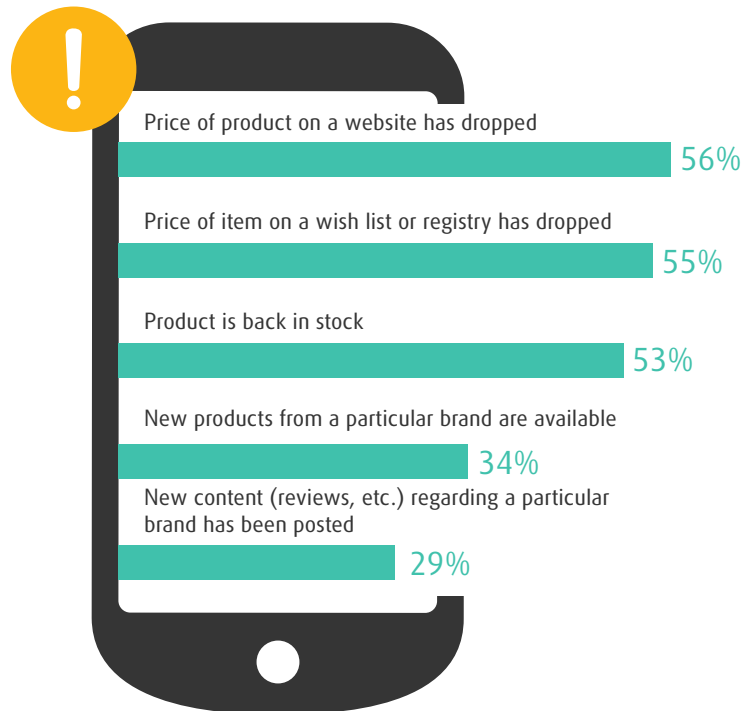 !
Price of product on a website has dropped
56%
Price of item on a wish list or registry has dropped
55%
Product is back in stock
53%
New products from a particular brand are available
34%
New content (reviews, etc.) regarding a particular
brand has been posted
29%